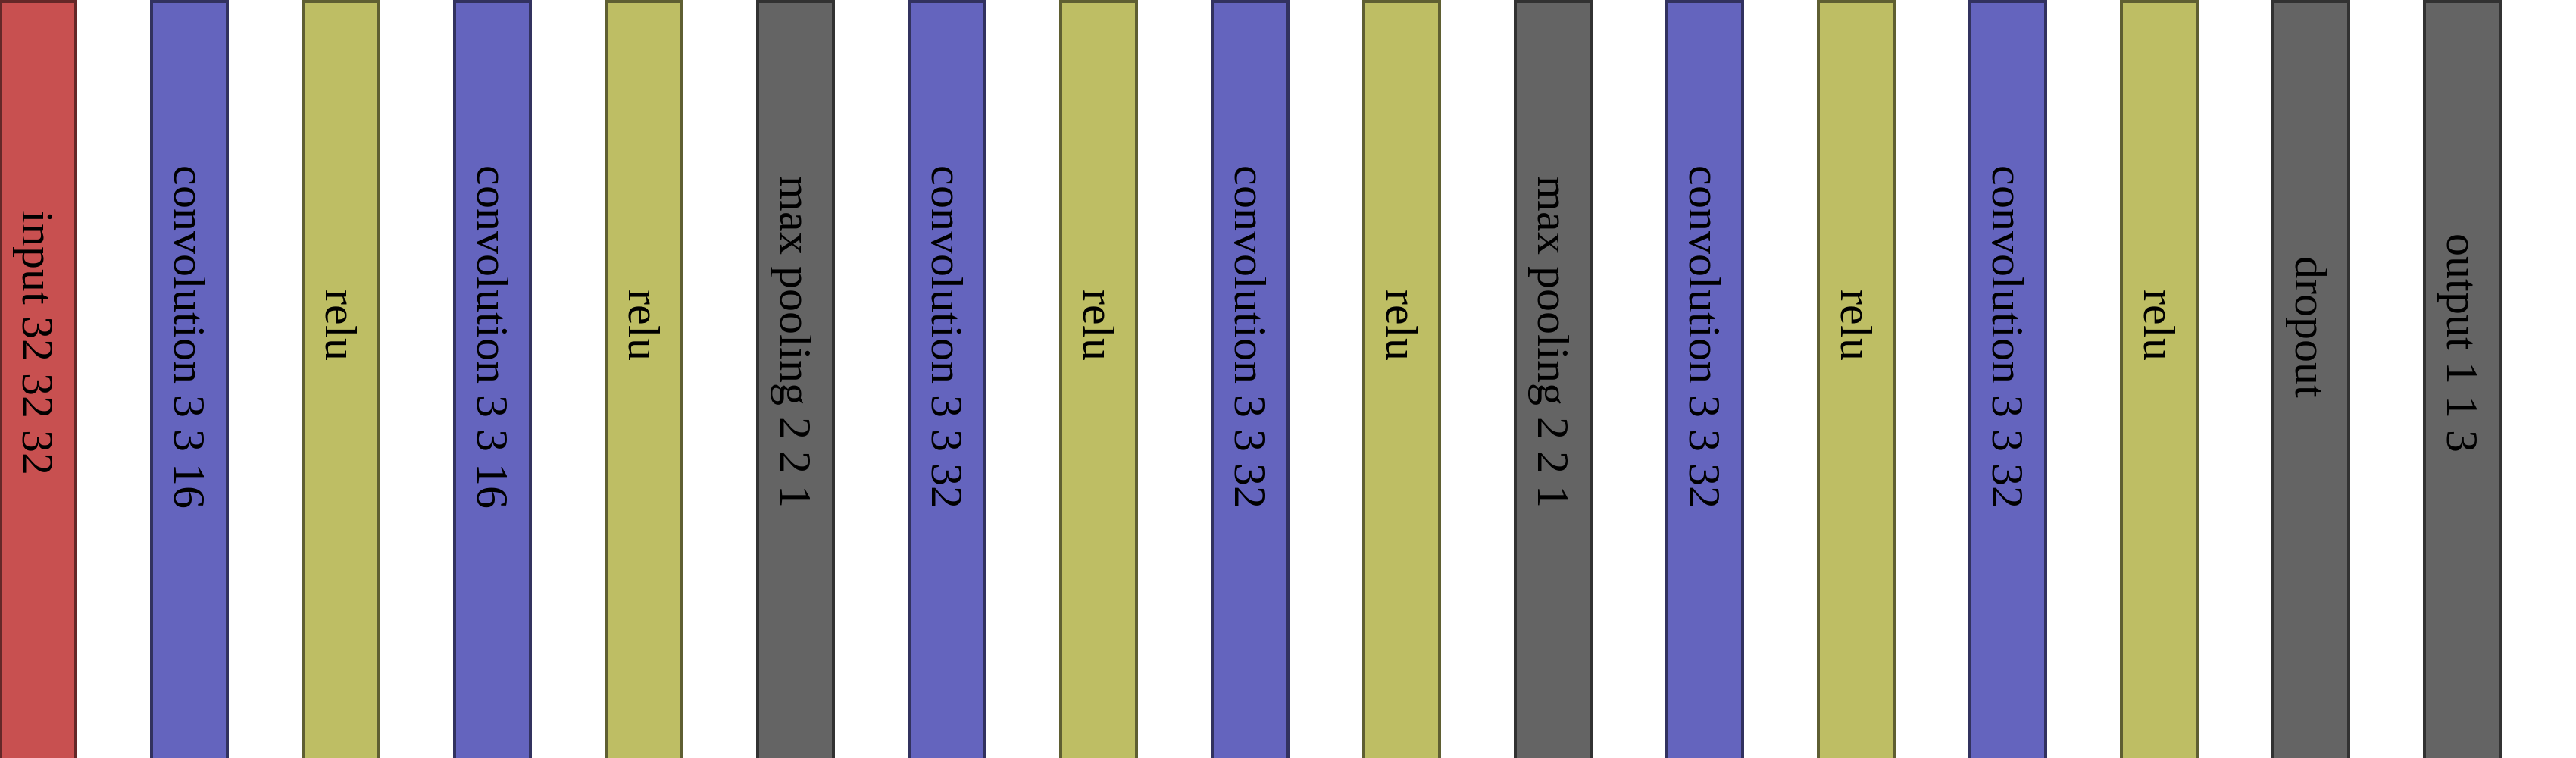 input 32 32 32
convolution 3 3 16
relu
convolution 3 3 16
relu
max pooling 2 2 1
convolution 3 3 32
relu
convolution 3 3 32
relu
max pooling 2 2 1
convolution 3 3 32
relu
convolution 3 3 32
relu
dropout
output 1 1 3